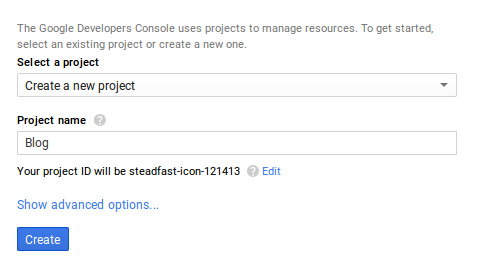 The Google Developers Console uses projects to manage resources. To get started,
select an existing project or create a new one.
Select a project
Create a new project
Project name ?
Blog
Your project ID will be steadfast-icon-121413 ? Edit
Show advanced options...
Create